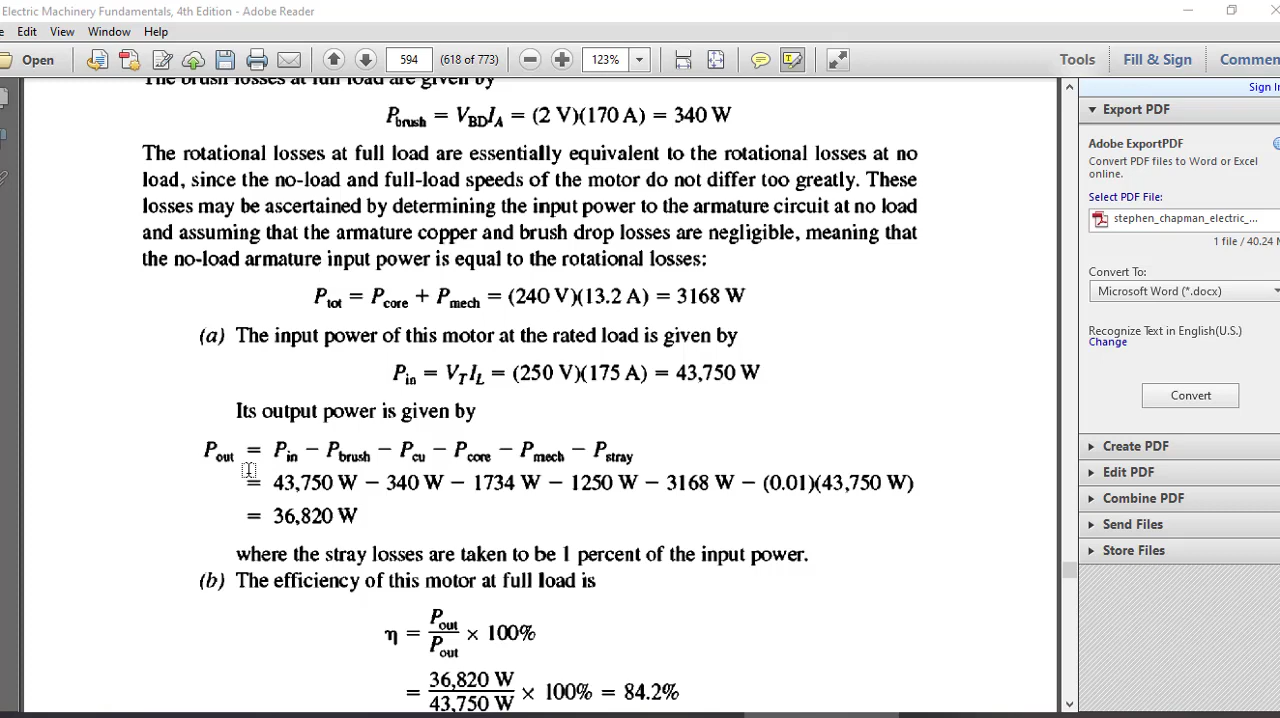 Electric Machinery Fundamentals, 4th Edition - Adobe Reader
Edit View Window Help
Open 594 (618 of 773) 123% Tools Fill & Sign Commen
The brush losses at full load are given by
P_brush = V_BD I_A = (2 V)(170 A) = 340 W
The rotational losses at full load are essentially equivalent to the rotational losses at no
load, since the no-load and full-load speeds of the motor do not differ too greatly. These
losses may be ascertained by determining the input power to the armature circuit at no load
and assuming that the armature copper and brush drop losses are negligible, meaning that
the no-load armature input power is equal to the rotational losses:
P_tot = P_core + P_mech = (240 V)(13.2 A) = 3168 W
(a) The input power of this motor at the rated load is given by
P_in = V_T I_L = (250 V)(175 A) = 43,750 W
Its output power is given by
P_out = P_in − P_brush − P_cu − P_core − P_mech − P_stray
= 43,750 W − 340 W − 1734 W − 1250 W − 3168 W − (0.01)(43,750 W)
= 36,820 W
where the stray losses are taken to be 1 percent of the input power.
(b) The efficiency of this motor at full load is
η = P_out / P_out × 100%
= 36,820 W / 43,750 W × 100% = 84.2%
Sign In
Export PDF
Adobe ExportPDF
Convert PDF files to Word or Excel
online.
Select PDF File:
stephen_chapman_electric_...
1 file / 40.24 M
Convert To:
Microsoft Word (*.docx)
Recognize Text in English(U.S.)
Change
Convert
Create PDF
Edit PDF
Combine PDF
Send Files
Store Files